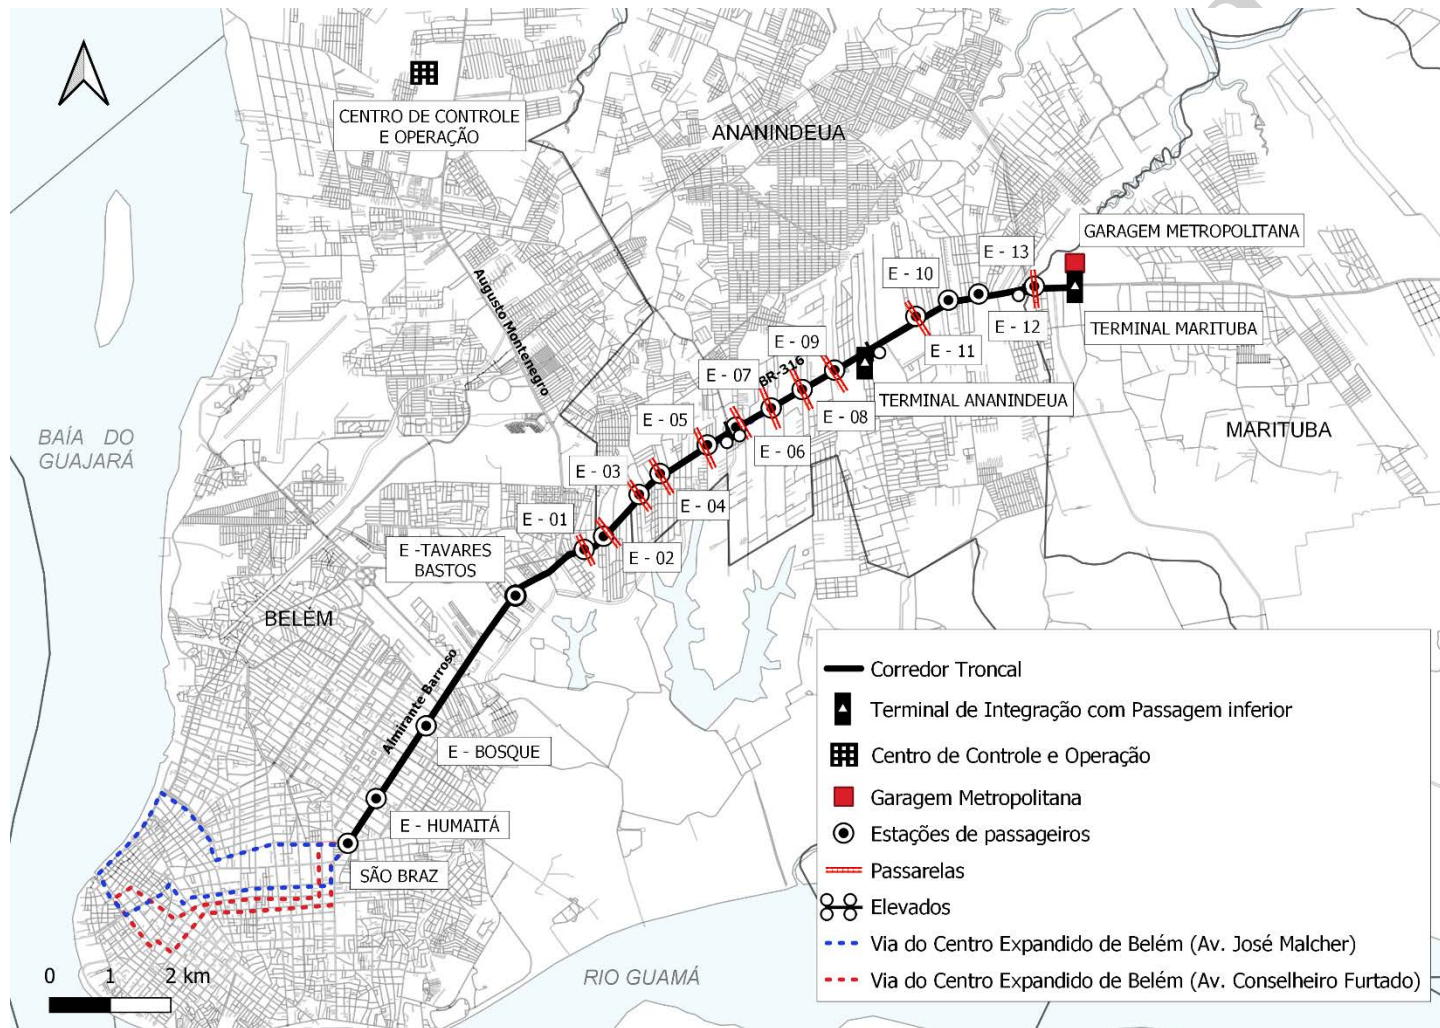 CENTRO DE CONTROLE
E OPERAÇÃO
ANANINDEUA
GARAGEM METROPOLITANA
E - 13
E - 10
Augusto Montenegro
TERMINAL MARITUBA
E - 12
E - 09
E - 11
BR-316
E - 07
TERMINAL ANANINDEUA
E - 08
E - 05
MARITUBA
BAÍA DO
GUAJARÁ
E - 06
E - 03
E - 04
E - 01
E -TAVARES
BASTOS
E - 02
BELÉM
Almirante Barroso
E - BOSQUE
E - HUMAITÁ
SÃO BRAZ
RIO GUAMÁ
0 1 2 km
Corredor Troncal
Terminal de Integração com Passagem inferior
Centro de Controle e Operação
Garagem Metropolitana
Estações de passageiros
Passarelas
Elevados
Via do Centro Expandido de Belém (Av. José Malcher)
Via do Centro Expandido de Belém (Av. Conselheiro Furtado)